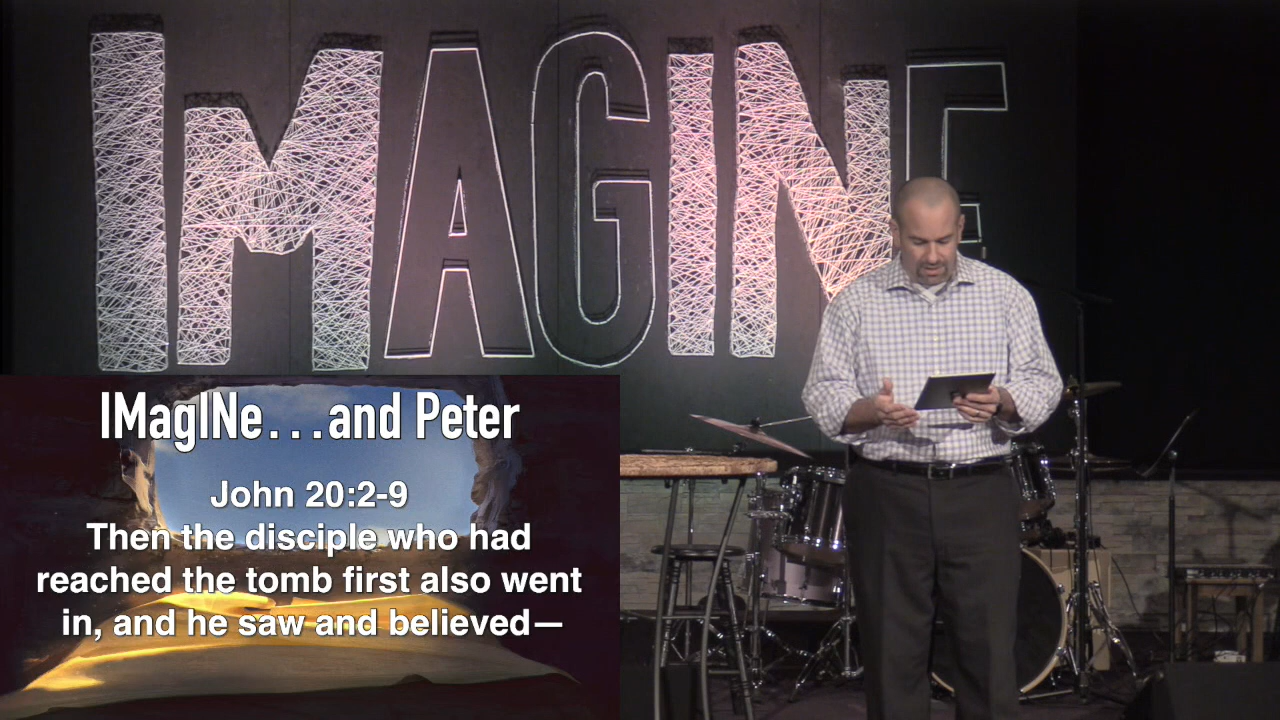 IMAGINE
IMagINe...and Peter
John 20:2-9
Then the disciple who had
reached the tomb first also went
in, and he saw and believed—